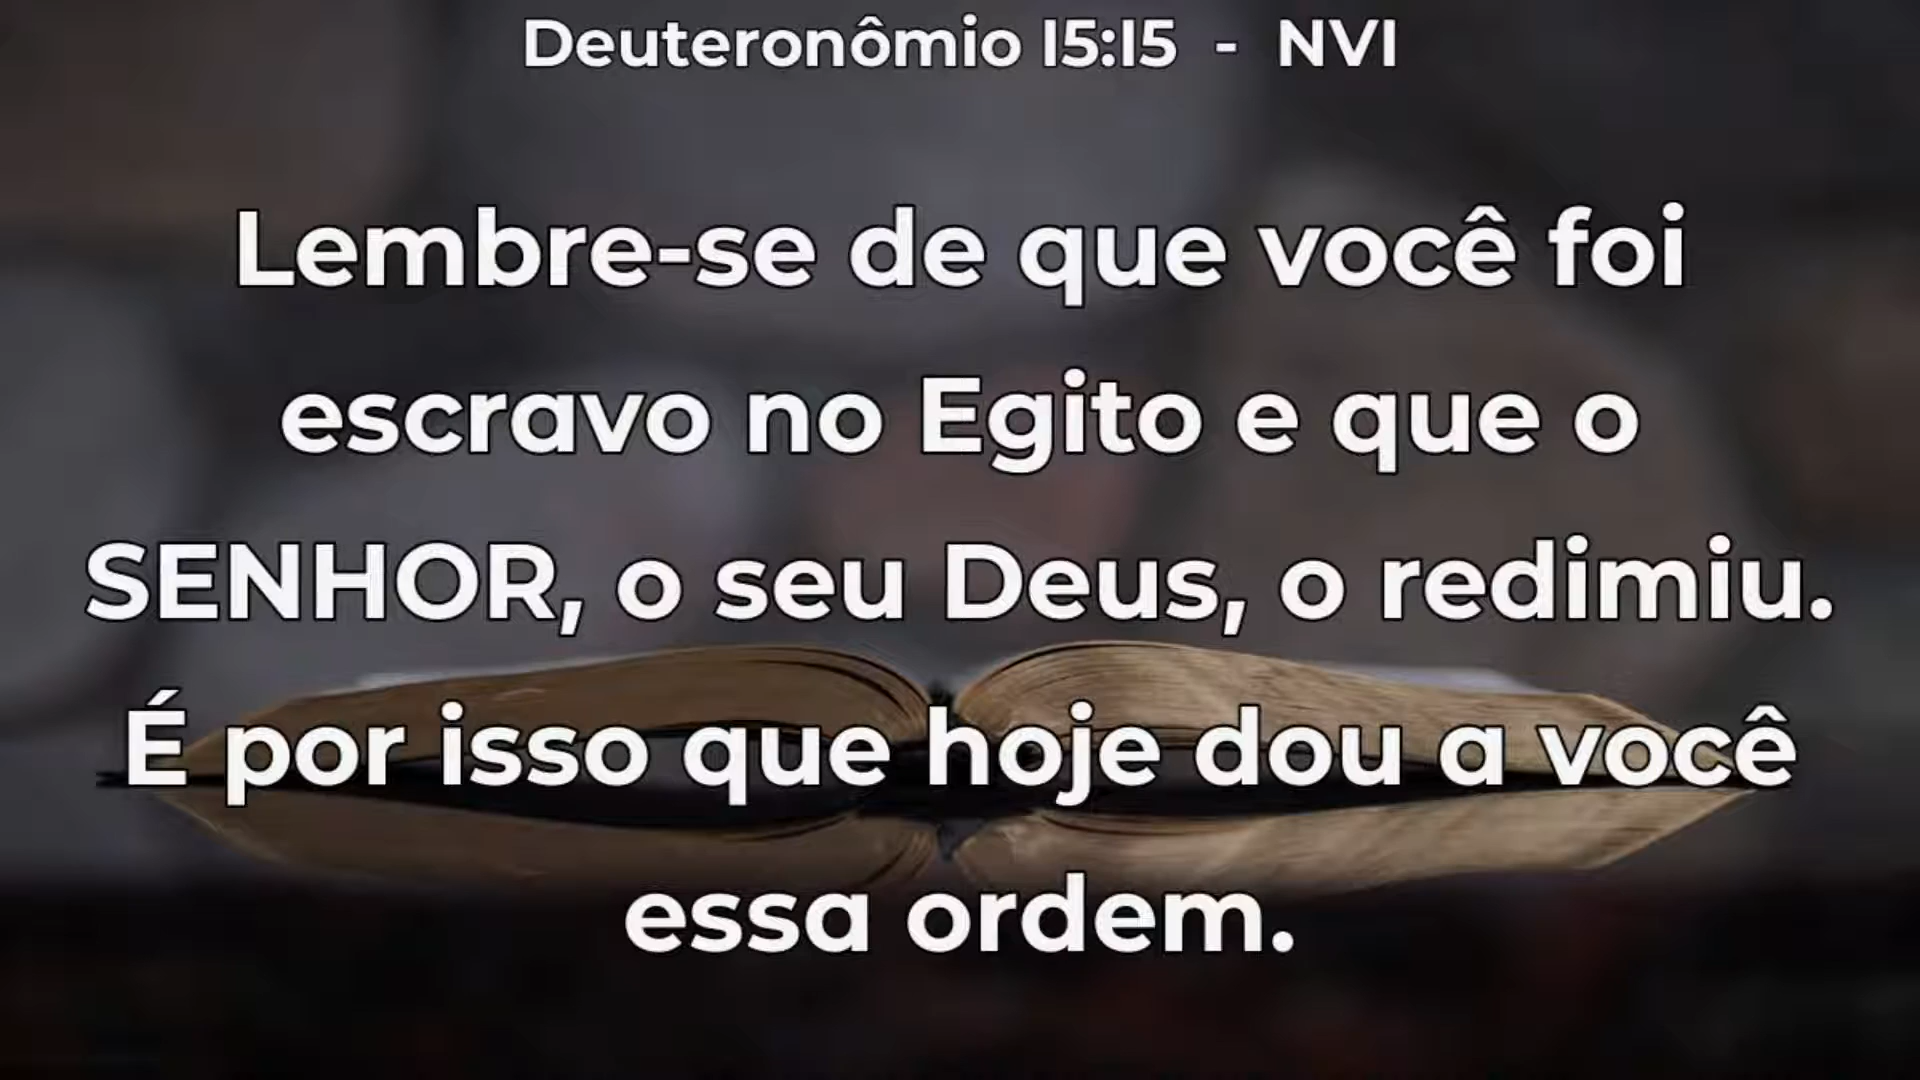 Deuteronômio 15:15 - NVI
Lembre-se de que você foi
escravo no Egito e que o
SENHOR, o seu Deus, o redimiu.
É por isso que hoje dou a você
essa ordem.